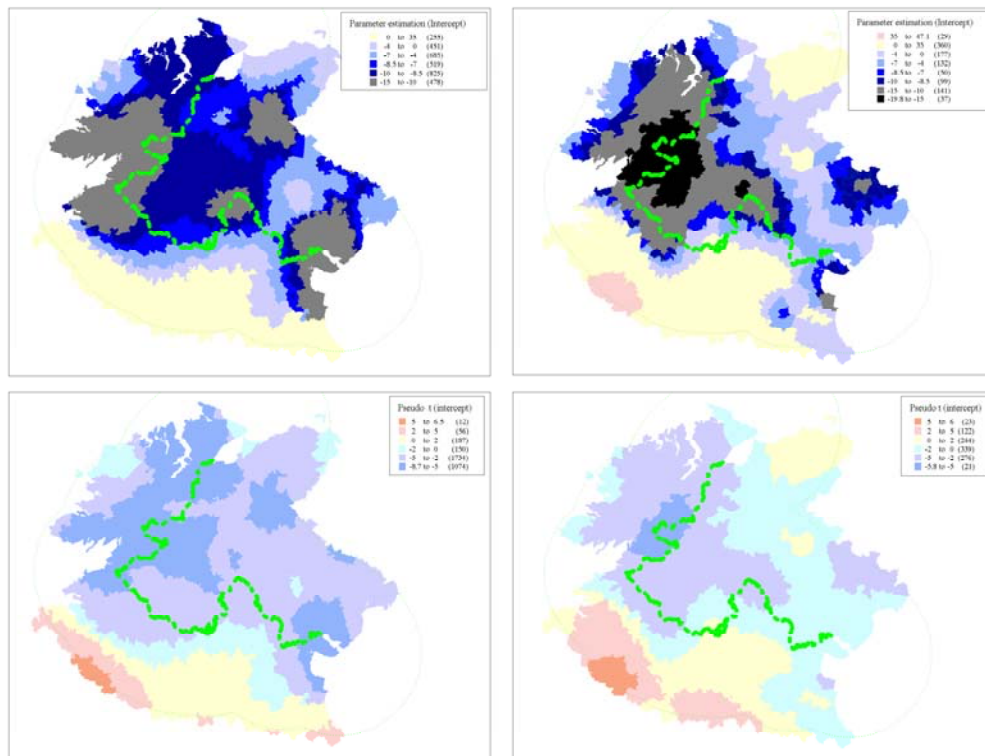 Parameter estimation (Intercept)
0 to 35 (255)
-4 to 0 (451)
-7 to -4 (605)
-8.5 to -7 (519)
-10 to -8.5 (825)
-15 to -10 (478)
Parameter estimation (Intercept)
35 to 47.1 (29)
0 to 35 (360)
-4 to 0 (177)
-7 to -4 (132)
-8.5 to -7 (50)
-10 to -8.5 (99)
-15 to -10 (141)
-19.8 to -15 (37)
Pseudo t (intercept)
5 to 6.5 (12)
2 to 5 (56)
0 to 2 (107)
-2 to 0 (150)
-5 to -2 (1734)
-8.7 to -5 (1074)
Pseudo t (intercept)
5 to 6 (23)
2 to 5 (122)
0 to 2 (244)
-2 to 0 (339)
-5 to -2 (276)
-5.8 to -5 (21)